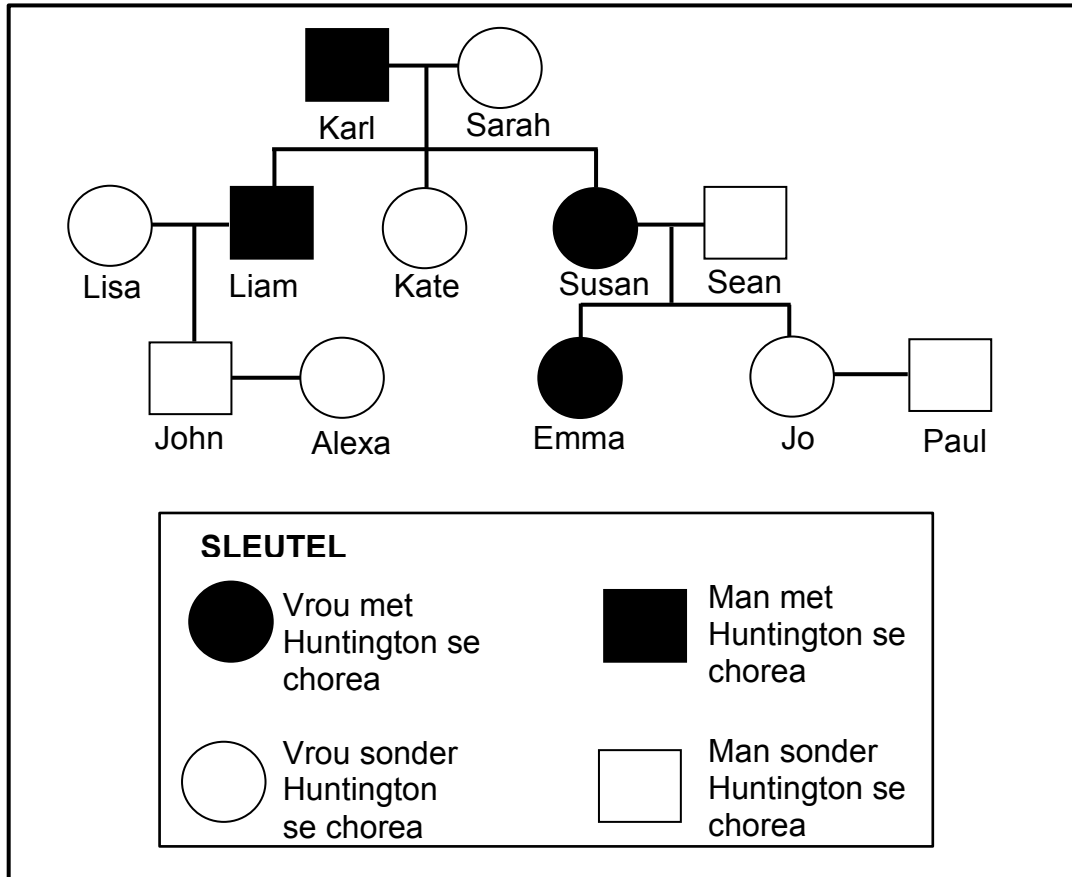 Karl
Sarah
Lisa
Liam
Kate
Susan
Sean
John
Alexa
Emma
Jo
Paul
SLEUTEL
Vrou met
Huntington se
chorea
Man met
Huntington se
chorea
Vrou sonder
Huntington
se chorea
Man sonder
Huntington se
chorea